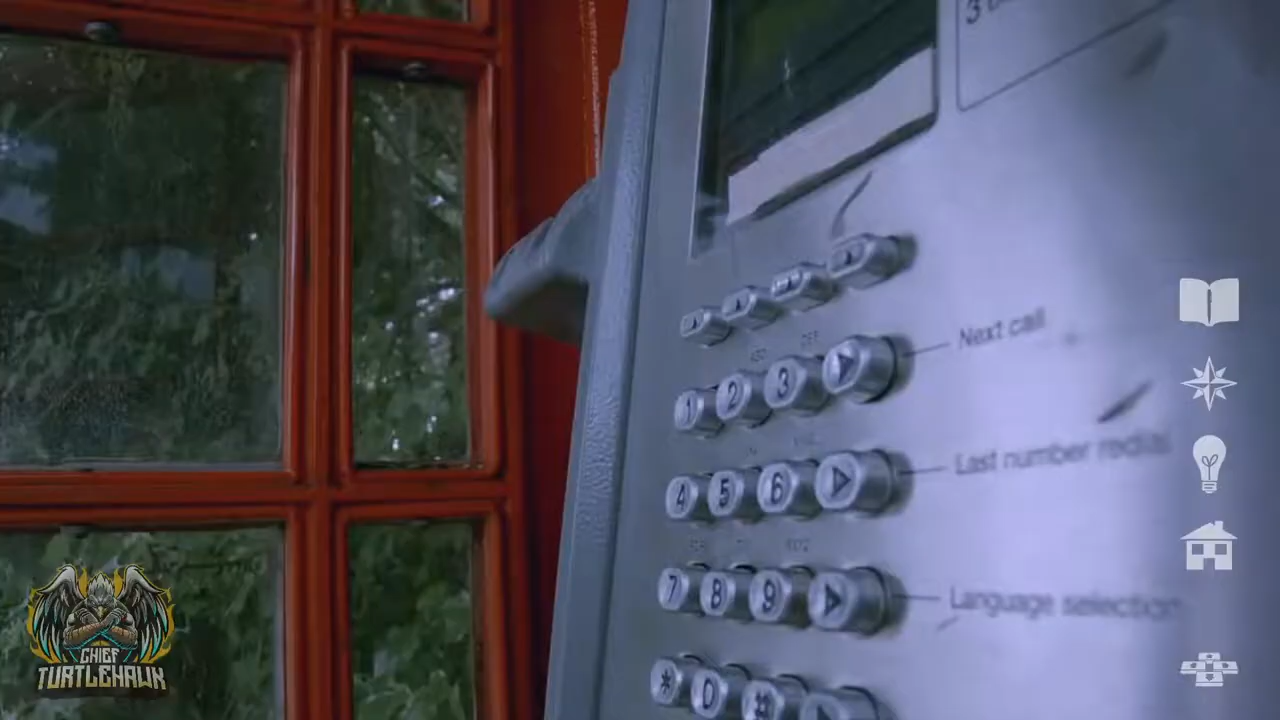 3
Next call
1 2 3
Last number redial
4 5 6
7 8 9
Language selection
* 0 #
CHIEF
TURTLEHAWK